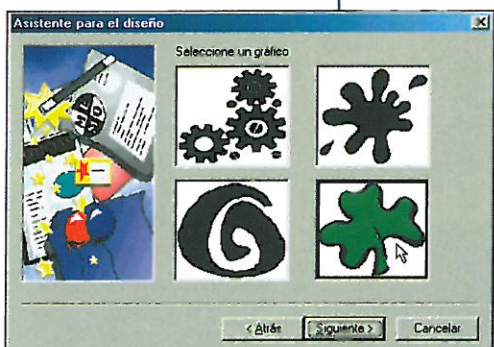 Asistente para el diseño
Seleccione un gráfico
< Atrás
Siguiente >
Cancelar